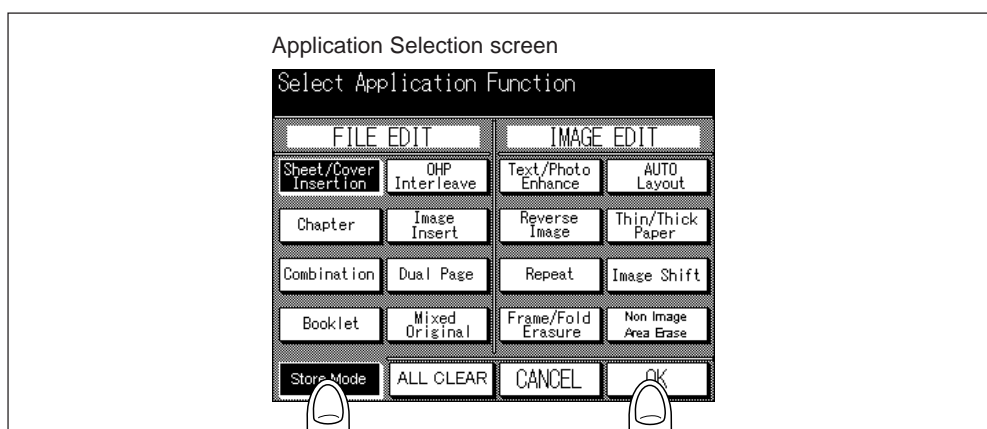 Application Selection screen
Select Application Function
FILE EDIT
IMAGE EDIT
Sheet/Cover
Insertion
OHP
Interleave
Text/Photo
Enhance
AUTO
Layout
Chapter
Image
Insert
Reverse
Image
Thin/Thick
Paper
Combination
Dual Page
Repeat
Image Shift
Booklet
Mixed
Original
Frame/Fold
Erasure
Non Image
Area Erase
Store Mode
ALL CLEAR
CANCEL
OK